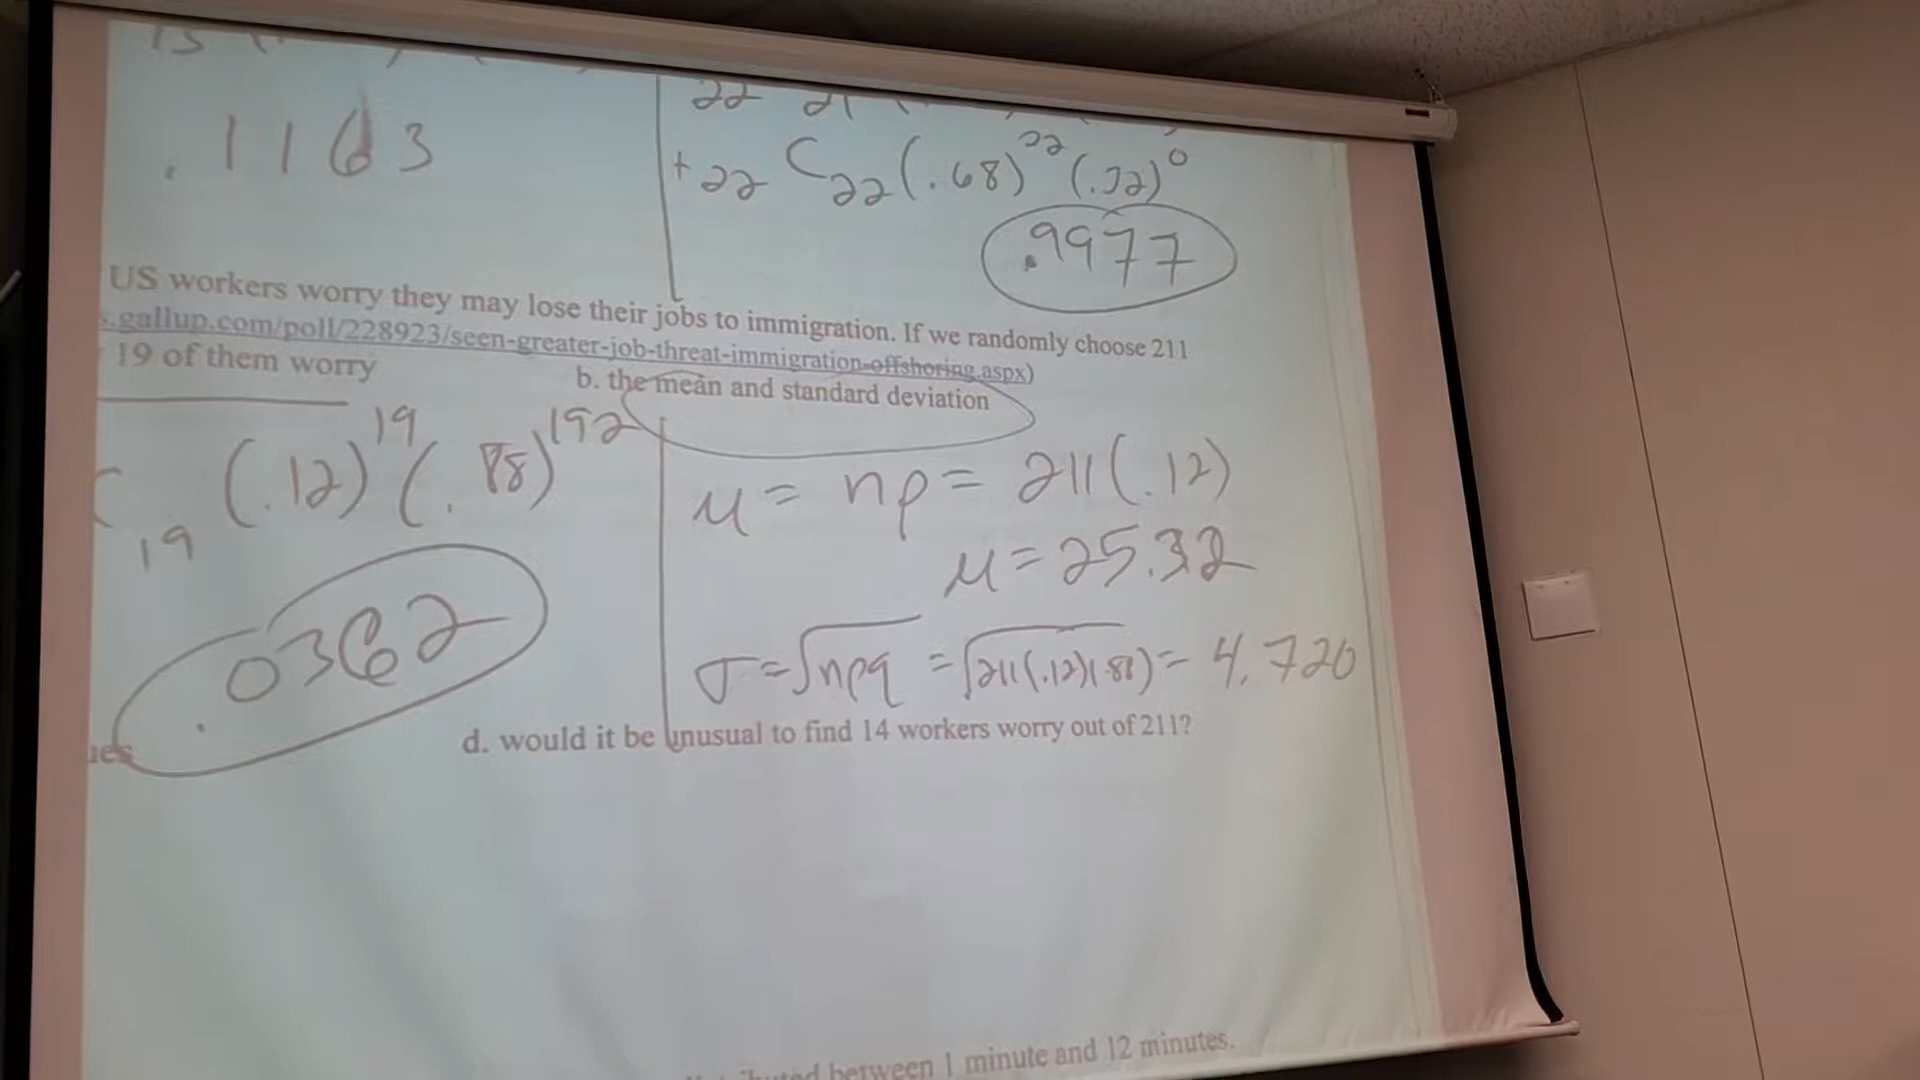 .1163
+ 22 C 22 (.68)^22 (.32)^0
.9977
US workers worry they may lose their jobs to immigration. If we randomly choose 211
.gallup.com/poll/228923/seen-greater-job-threat-immigration-offshoring.aspx)
19 of them worry
b. the mean and standard deviation
C 19 (.12)^19 (.88)^192
μ = np = 211(.12)
μ = 25.32
.0362
σ = √npq = √211(.12)(.88) = 4.720
d. would it be unusual to find 14 workers worry out of 211?
between 1 minute and 12 minutes.